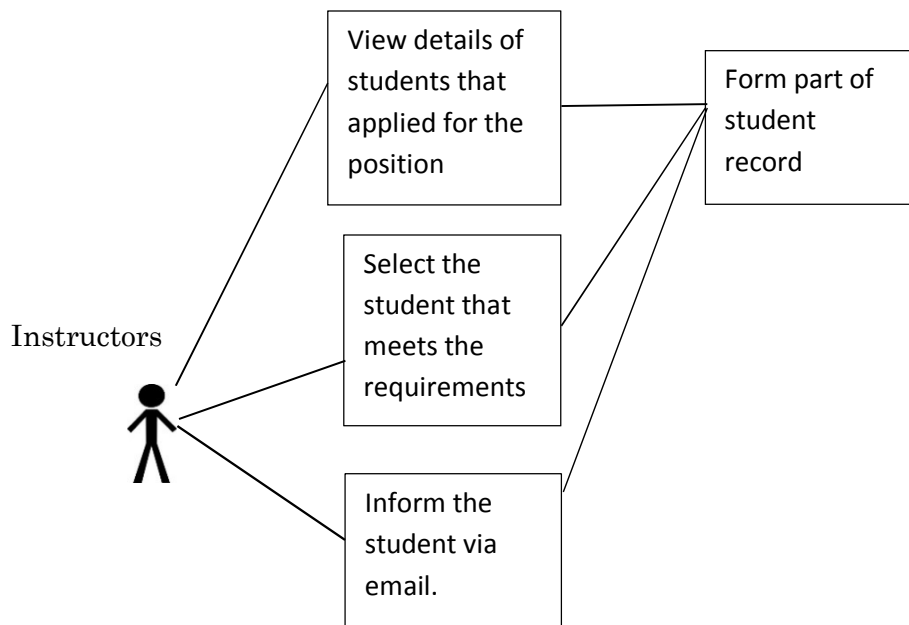 View details of
students that
applied for the
position
Form part of
student
record
Select the
student that
meets the
requirements
Instructors
Inform the
student via
email.